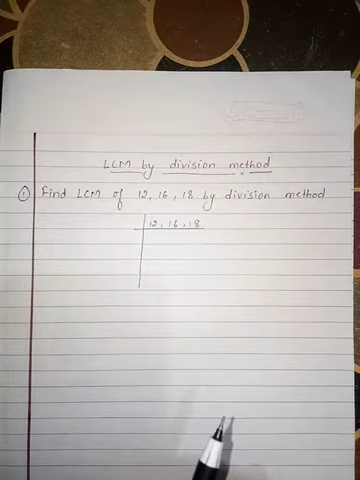 LCM by division method
① Find LCM of 12, 16, 18 by division method
12, 16, 18